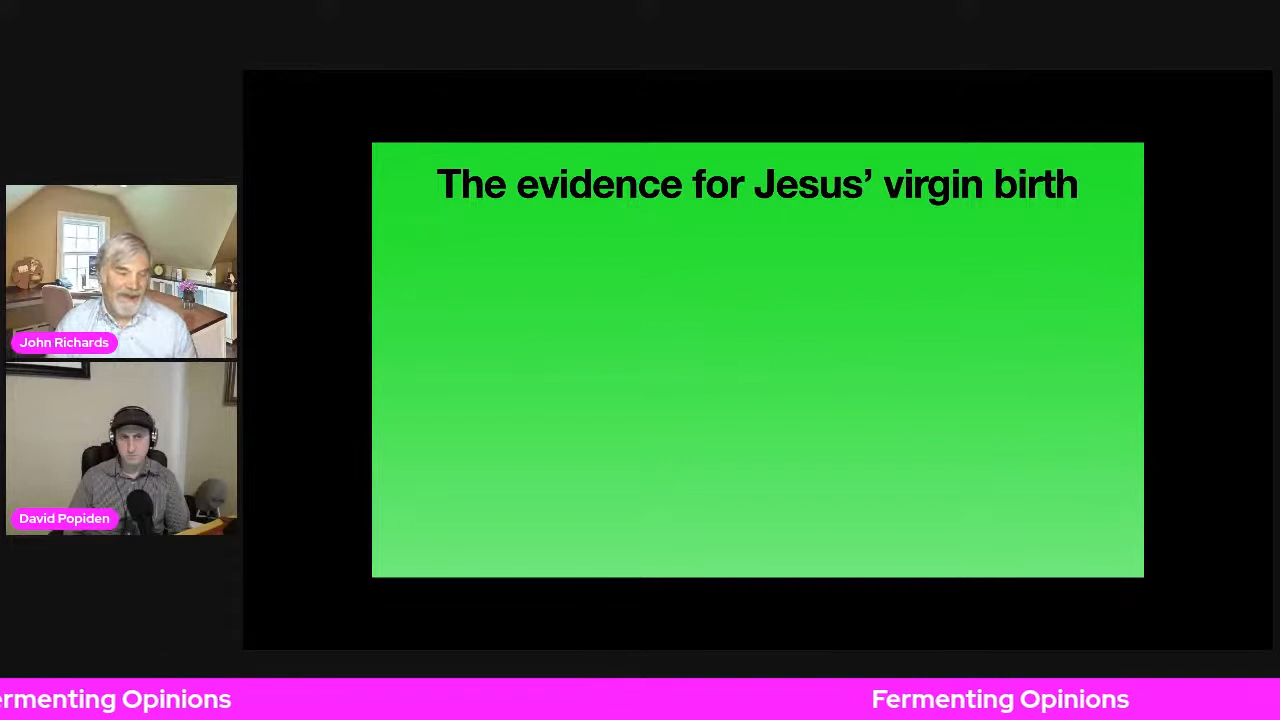 The evidence for Jesus’ virgin birth
John Richards
David Popiden
ermenting Opinions
Fermenting Opinions